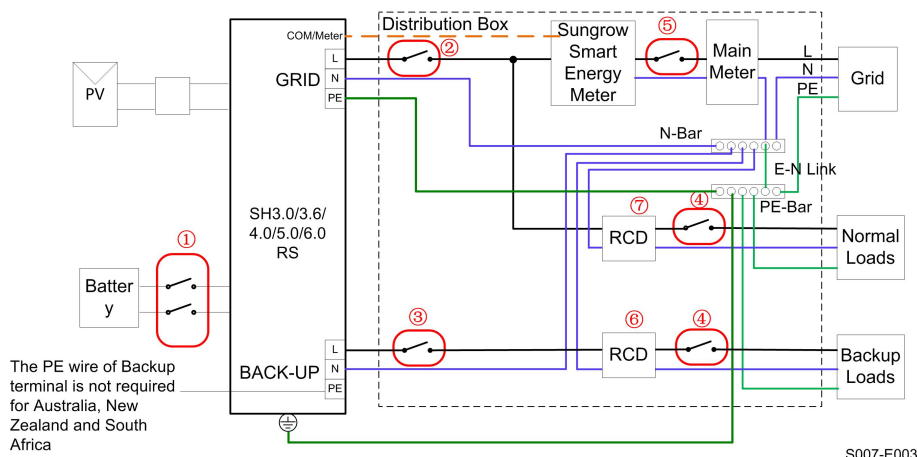 Distribution Box
COM/Meter
②
Sungrow
Smart
Energy
Meter
⑤
Main
Meter
L
N
PE
Grid
PV
L
GRID
N
PE
N-Bar
E-N Link
PE-Bar
SH3.0/3.6/
4.0/5.0/6.0
RS
①
⑦
RCD
④
Normal
Loads
Batter
y
③
⑥
RCD
④
Backup
Loads
L
BACK-UP
N
PE
The PE wire of Backup
terminal is not required
for Australia, New
Zealand and South
Africa
S007-E003